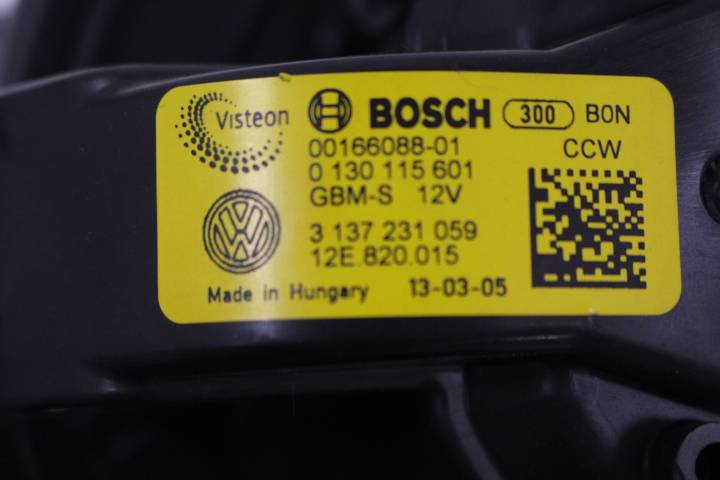 Visteon BOSCH 300 B0N
00166088-01 CCW
0 130 115 601
GBM-S 12V
3 137 231 059
12E.820.015
Made in Hungary 13-03-05